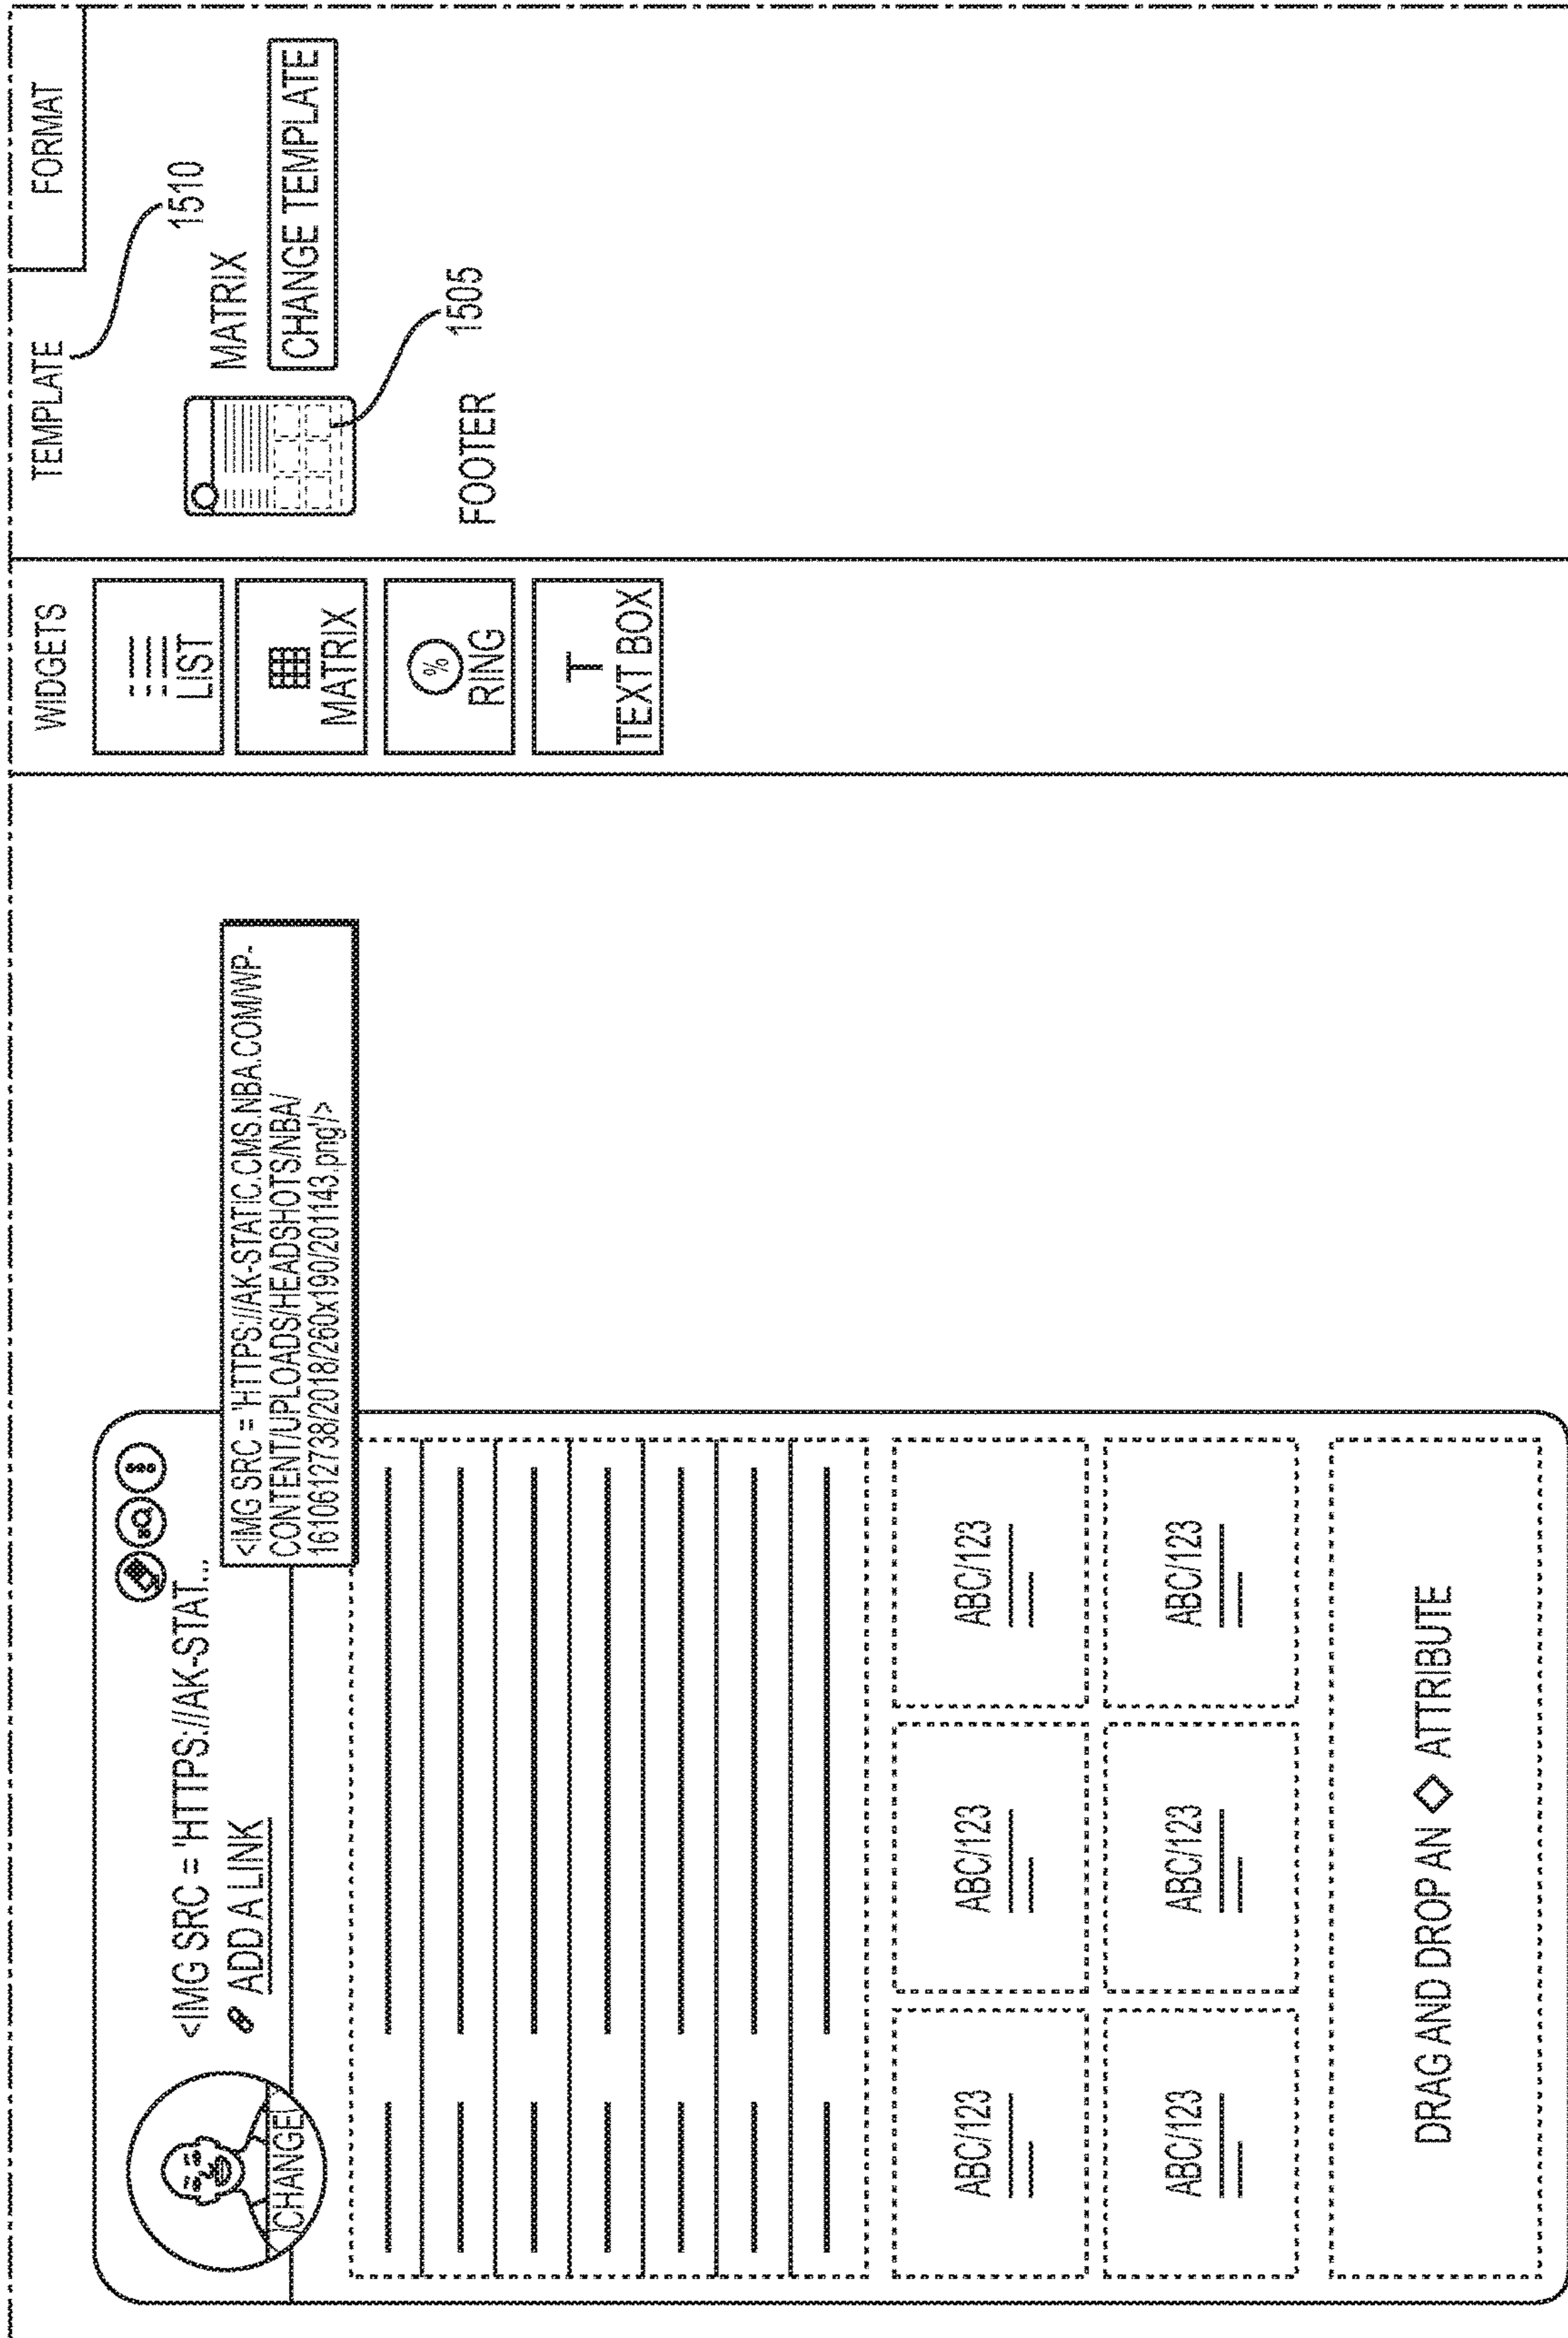 <IMG SRC = 'HTTPS://AK-STAT...
ADD A LINK
CHANGE
<IMG SRC = 'HTTPS://AK-STATIC.CMS.NBA.COM/WP-
CONTENT/UPLOADS/HEADSHOTS/NBA/
1610612738/2018/260x190/201143.png'/>
ABC/123
ABC/123
ABC/123
ABC/123
ABC/123
ABC/123
DRAG AND DROP AN ◇ ATTRIBUTE
WIDGETS
LIST
MATRIX
%
RING
T
TEXT BOX
TEMPLATE
FORMAT
1510
MATRIX
CHANGE TEMPLATE
1505
FOOTER